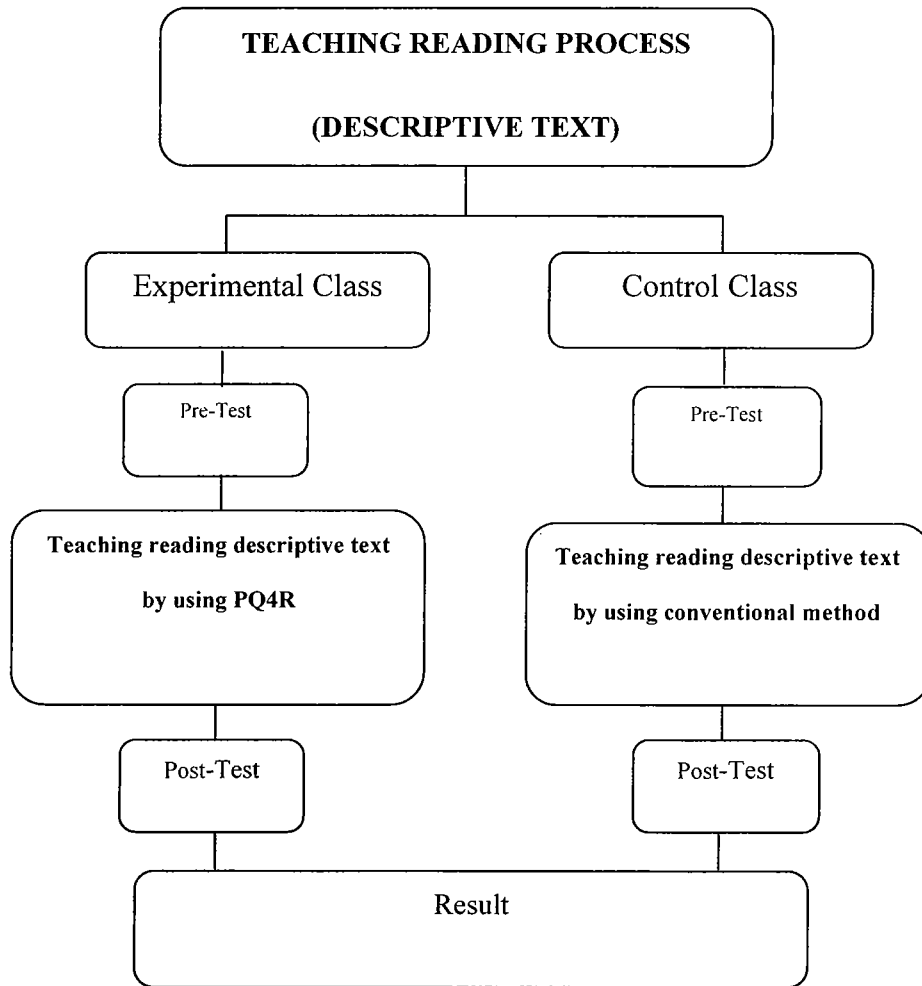 TEACHING READING PROCESS
(DESCRIPTIVE TEXT)
Experimental Class
Control Class
Pre-Test
Pre-Test
Teaching reading descriptive text
by using PQ4R
Teaching reading descriptive text
by using conventional method
Post-Test
Post-Test
Result